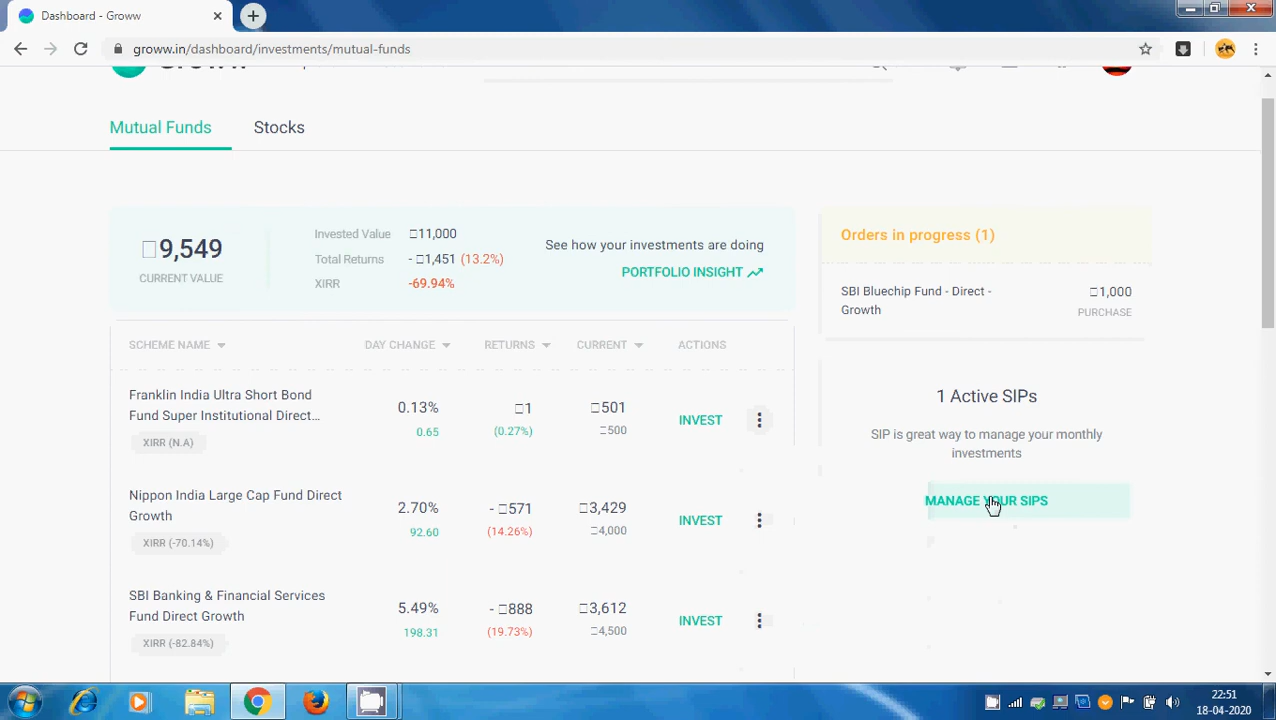 Dashboard - Groww
groww.in/dashboard/investments/mutual-funds
Mutual Funds Stocks
□9,549
CURRENT VALUE
Invested Value □11,000
Total Returns - □1,451 (13.2%)
XIRR -69.94%
See how your investments are doing
PORTFOLIO INSIGHT
Orders in progress (1)
SBI Bluechip Fund - Direct -
Growth
□1,000
PURCHASE
SCHEME NAME DAY CHANGE RETURNS CURRENT ACTIONS
Franklin India Ultra Short Bond
Fund Super Institutional Direct...
XIRR (N.A)
0.13%
0.65
□1
(0.27%)
□501
□500
INVEST
Nippon India Large Cap Fund Direct
Growth
XIRR (-70.14%)
2.70%
92.60
- □571
(14.26%)
□3,429
□4,000
INVEST
SBI Banking & Financial Services
Fund Direct Growth
XIRR (-82.84%)
5.49%
198.31
- □888
(19.73%)
□3,612
□4,500
INVEST
1 Active SIPs
SIP is great way to manage your monthly
investments
MANAGE YOUR SIPS
22:51
18-04-2020